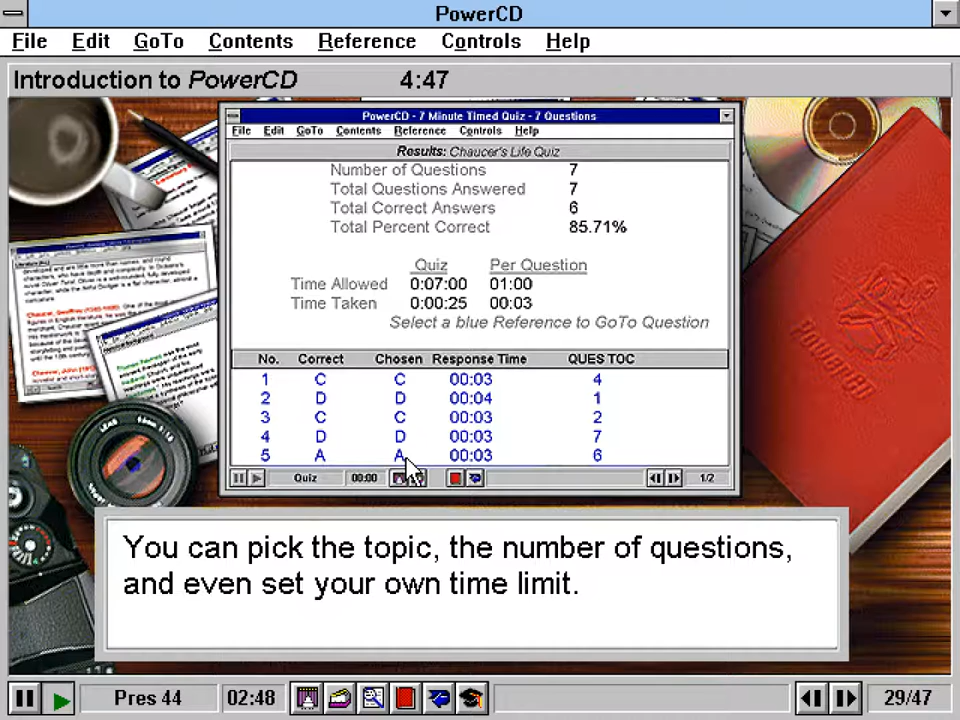 PowerCD
File Edit GoTo Contents Reference Controls Help
Introduction to PowerCD 4:47
PowerCD - 7 Minute Timed Quiz - 7 Questions
File Edit GoTo Contents Reference Controls Help
Results: Chaucer's Life Quiz
Number of Questions 7
Total Questions Answered 7
Total Correct Answers 6
Total Percent Correct 85.71%
Quiz Per Question
Time Allowed 0:07:00 01:00
Time Taken 0:00:25 00:03
Select a blue Reference to GoTo Question
No. Correct Chosen Response Time QUES TOC
1 C C 00:03 4
2 D D 00:04 1
3 C C 00:03 2
4 D D 00:03 7
5 A A 00:03 6
Quiz 00:00 1/2
PowerCD
You can pick the topic, the number of questions,
and even set your own time limit.
Pres 44 02:48 29/47